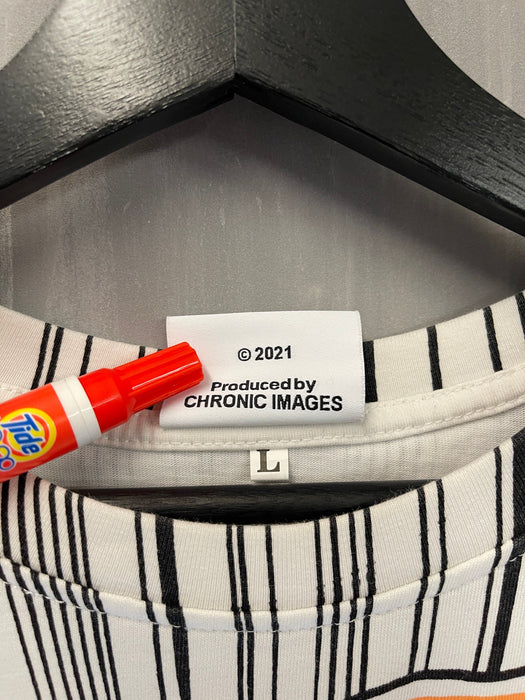 © 2021
Produced by
CHRONIC IMAGES
L
Tide